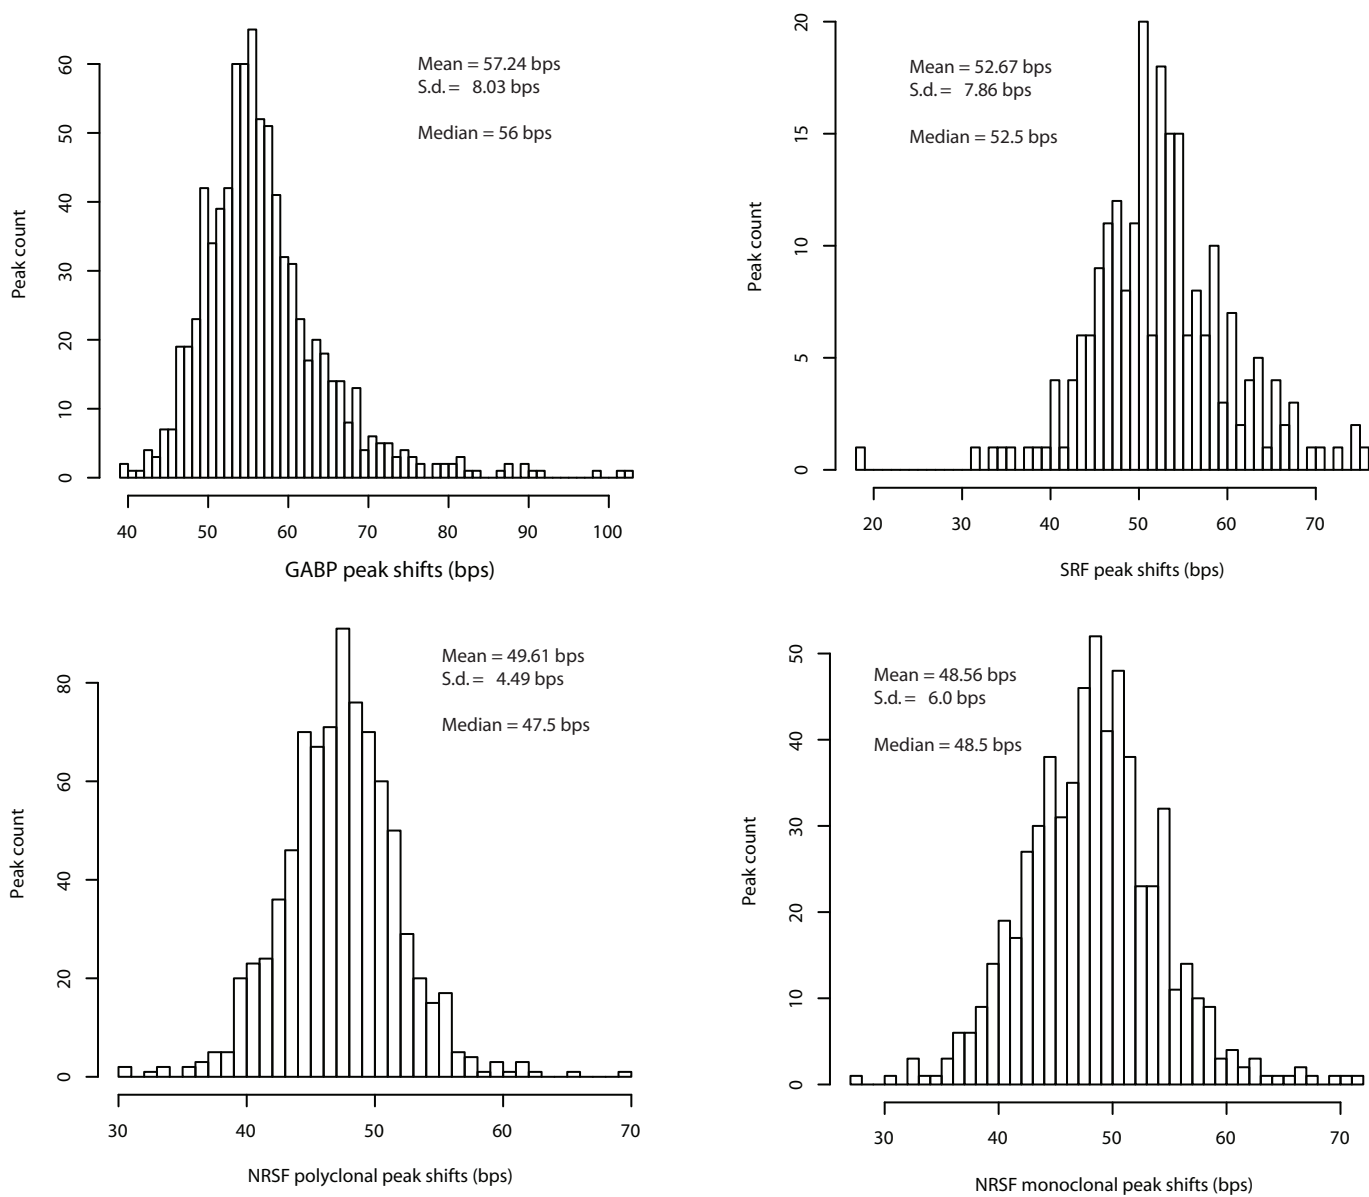 Mean = 57.24 bps
S.d. = 8.03 bps
Median = 56 bps
Peak count
0
10
20
30
40
50
60
40
50
60
70
80
90
100
GABP peak shifts (bps)
Mean = 52.67 bps
S.d. = 7.86 bps
Median = 52.5 bps
Peak count
0
5
10
15
20
20
30
40
50
60
70
SRF peak shifts (bps)
Mean = 49.61 bps
S.d. = 4.49 bps
Median = 47.5 bps
Peak count
0
20
40
60
80
30
40
50
60
70
NRSF polyclonal peak shifts (bps)
Mean = 48.56 bps
S.d. = 6.0 bps
Median = 48.5 bps
Peak count
0
10
20
30
40
50
30
40
50
60
70
NRSF monoclonal peak shifts (bps)